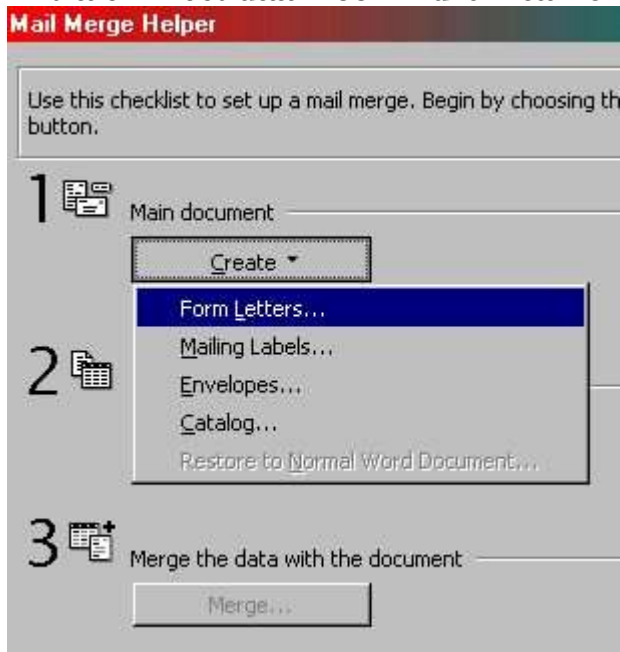 Mail Merge Helper
Use this checklist to set up a mail merge. Begin by choosing th
button.
1
Main document
Create
Form Letters...
Mailing Labels...
2
Envelopes...
Catalog...
Restore to Normal Word Document...
3
Merge the data with the document
Merge...